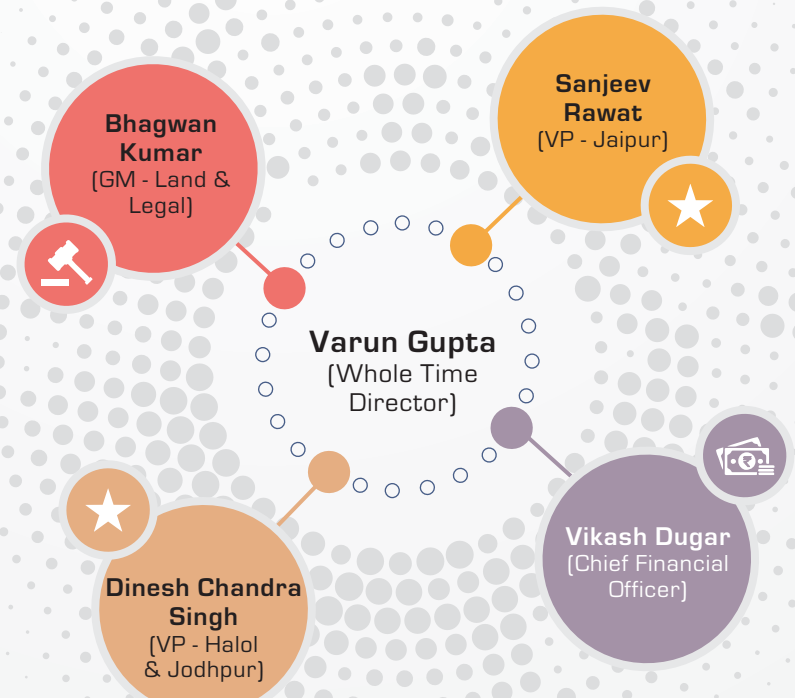 Bhagwan
Kumar
(GM - Land &
Legal)
Sanjeev
Rawat
(VP - Jaipur)
Varun Gupta
(Whole Time
Director)
Dinesh Chandra
Singh
(VP - Halol
& Jodhpur)
Vikash Dugar
(Chief Financial
Officer)
₹